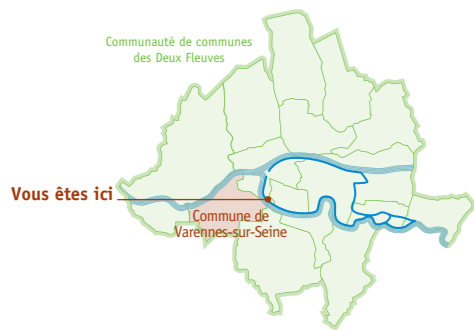 Communauté de communes
des Deux Fleuves
Vous êtes ici
Commune de
Varennes-sur-Seine